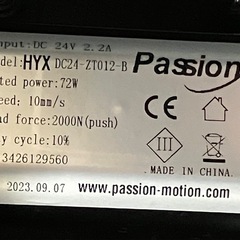 nput: DC 24V 2.2A
del: HYX DC24-ZT012-B Passion
ted power: 72W
eed: 10mm/s
ad force: 2000N(push)
ty cycle: 10%
3426129560
III
. MADE IN CHINA.
2023.09.07 www.passion-motion.com